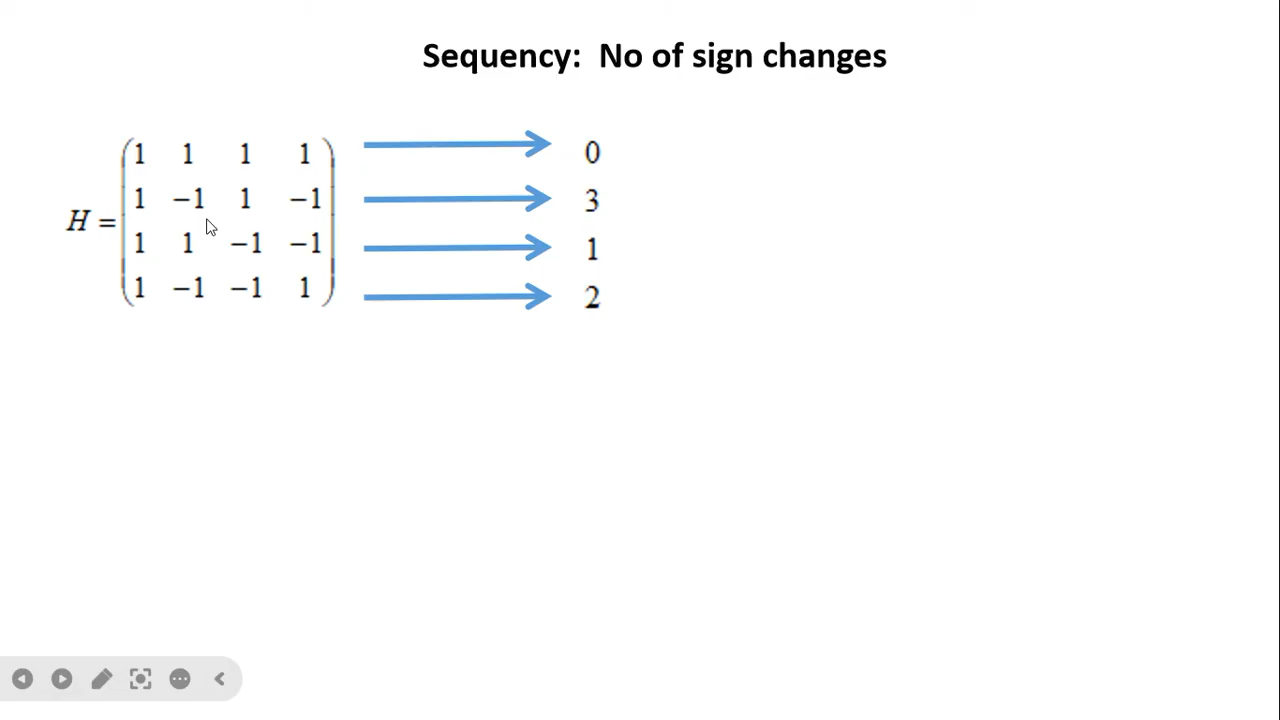 Sequency: No of sign changes
1 1 1 1 0
1 −1 1 −1 3
H =
1 1 −1 −1 1
1 −1 −1 1 2